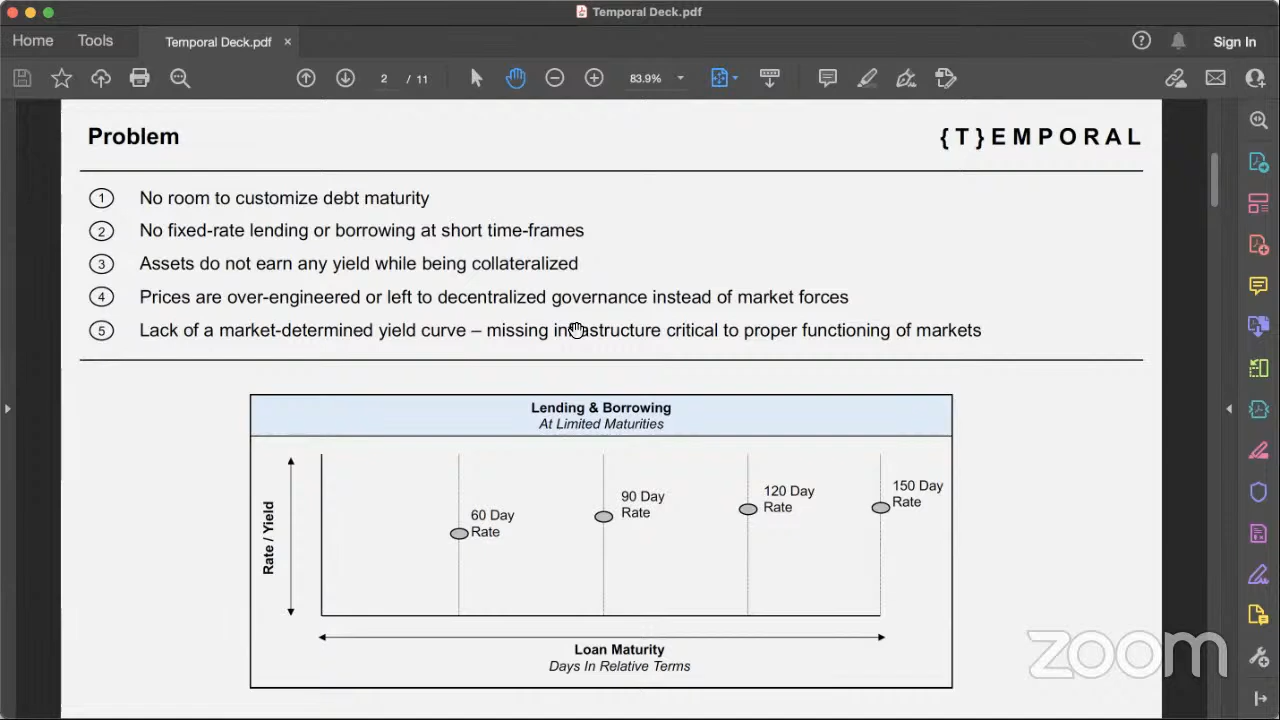 Temporal Deck.pdf
Home
Tools
Temporal Deck.pdf
×
Sign In
2 / 11
83.9%
Problem
{T}EMPORAL
1 No room to customize debt maturity
2 No fixed-rate lending or borrowing at short time-frames
3 Assets do not earn any yield while being collateralized
4 Prices are over-engineered or left to decentralized governance instead of market forces
5 Lack of a market-determined yield curve – missing infrastructure critical to proper functioning of markets
Lending & Borrowing
At Limited Maturities
Rate / Yield
60 Day
Rate
90 Day
Rate
120 Day
Rate
150 Day
Rate
Loan Maturity
Days In Relative Terms
zoom